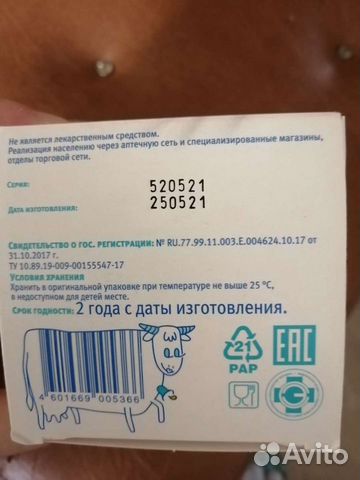 Не является лекарственным средством.
Реализация населению через аптечную сеть и специализированные магазины,
отделы торговой сети.
Серия: 520521
Дата изготовления: 250521
Свидетельство о гос. регистрации: № RU.77.99.11.003.Е.004624.10.17 от
31.10.2017 г.
ТУ 10.89.19-009-00155547-17
Условия хранения
Хранить в оригинальной упаковке при температуре не выше 25 °С,
в недоступном для детей месте.
Срок годности: 2 года с даты изготовления.
21
PAP
EAC
4 601669 005366
Avito